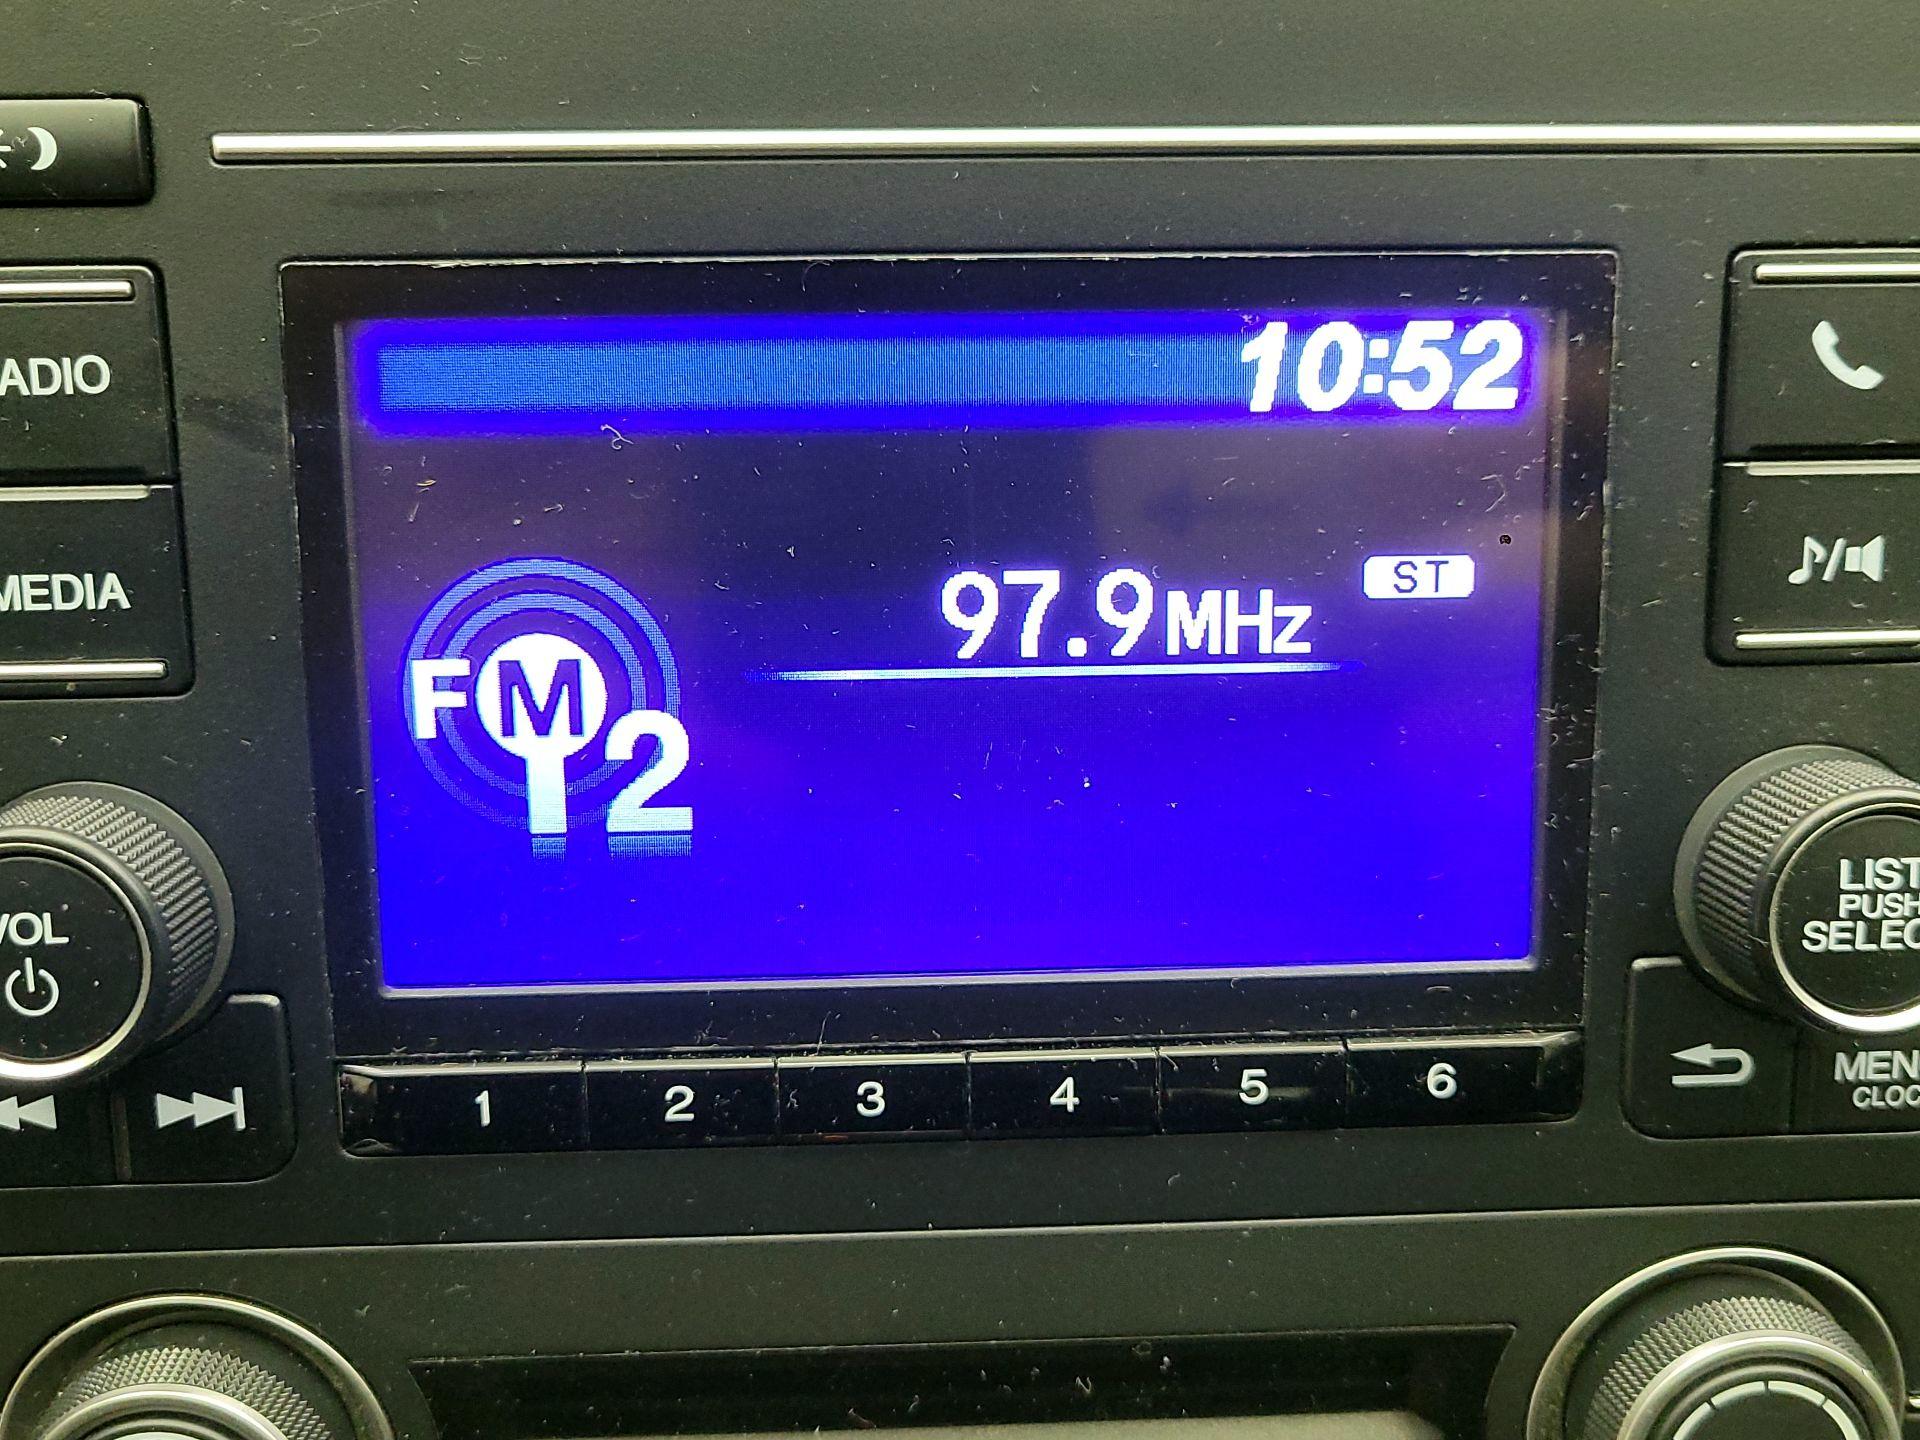 10:52
ADIO
MEDIA
97.9MHz
ST
FM
2
VOL
LIST
PUSH
SELEC
1 2 3 4 5 6
MEN
CLOC